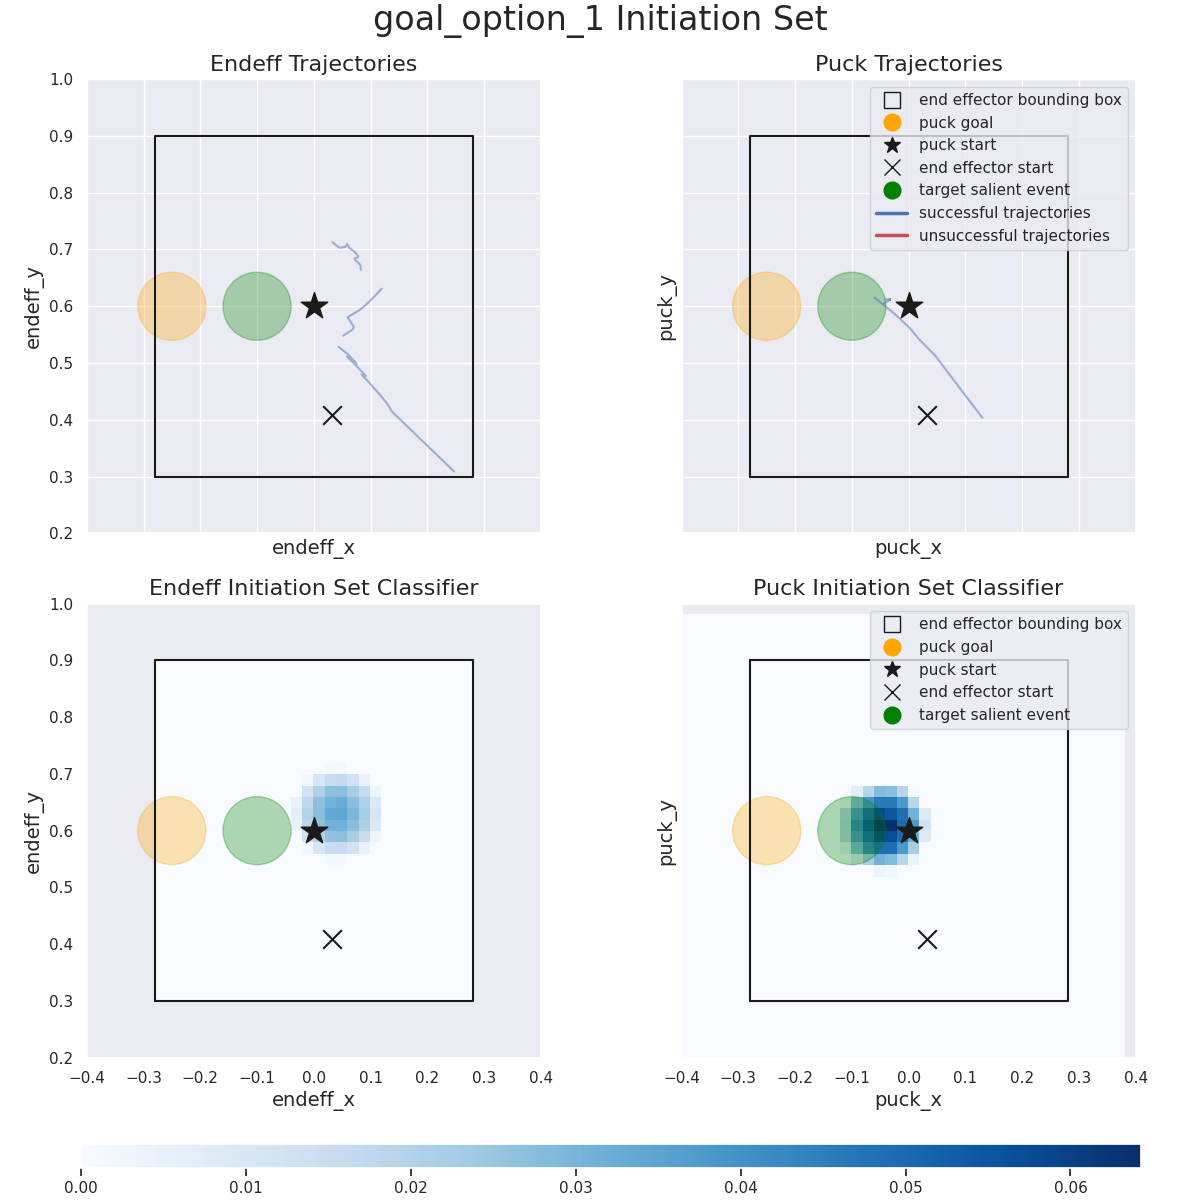 goal_option_1 Initiation Set
Endeff Trajectories
Puck Trajectories
1.0
0.9
0.8
0.7
0.6
0.5
0.4
0.3
0.2
endeff_y
endeff_x
puck_y
puck_x
end effector bounding box
puck goal
puck start
end effector start
target salient event
successful trajectories
unsuccessful trajectories
Endeff Initiation Set Classifier
Puck Initiation Set Classifier
1.0
0.9
0.8
0.7
0.6
0.5
0.4
0.3
0.2
endeff_y
−0.4 −0.3 −0.2 −0.1 0.0 0.1 0.2 0.3 0.4
endeff_x
puck_y
end effector bounding box
puck goal
puck start
end effector start
target salient event
−0.4 −0.3 −0.2 −0.1 0.0 0.1 0.2 0.3 0.4
puck_x
0.00 0.01 0.02 0.03 0.04 0.05 0.06